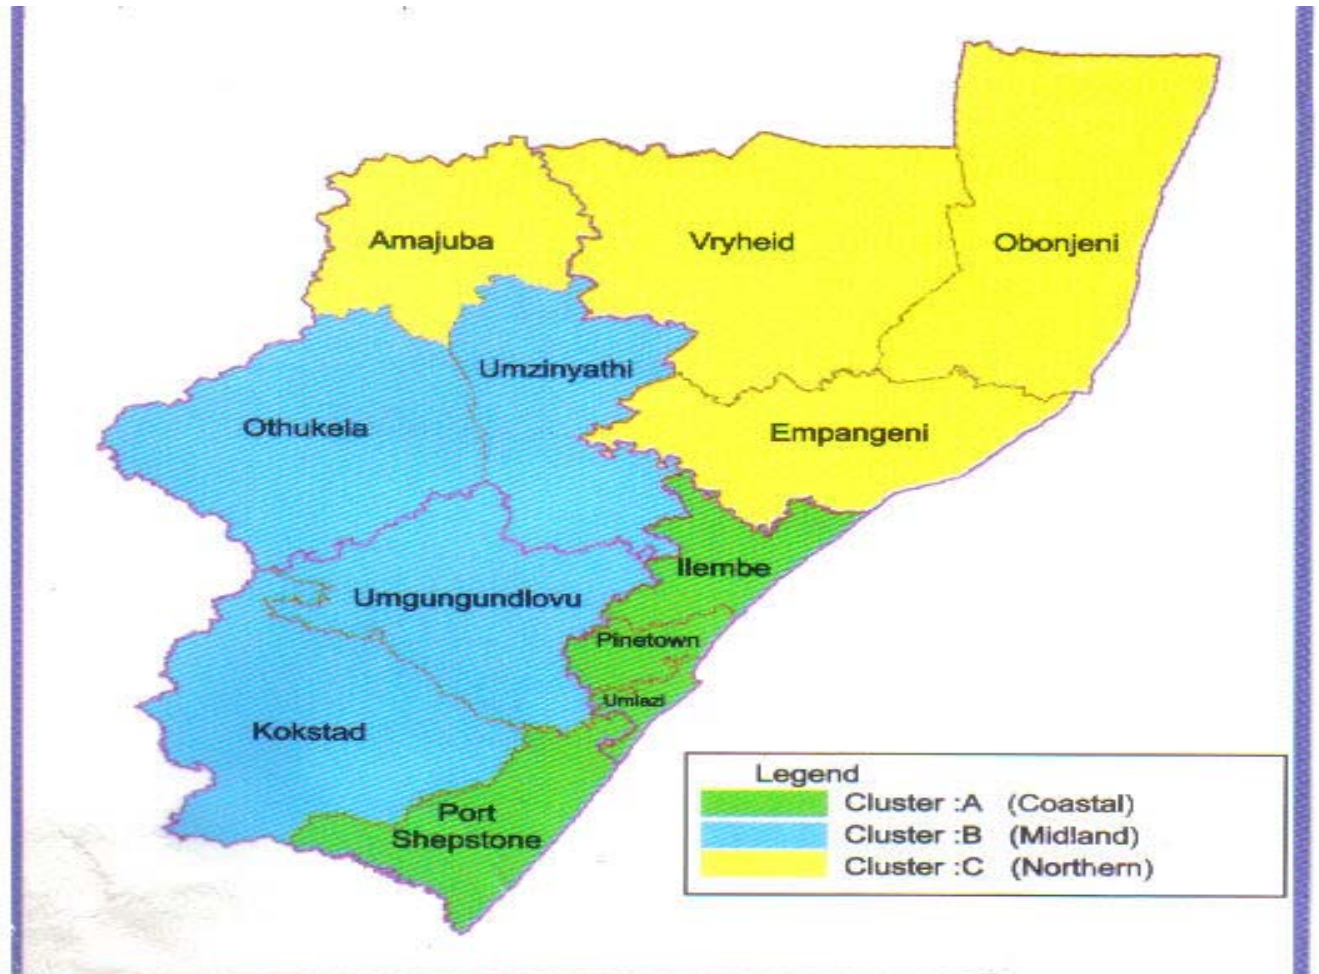 Amajuba
Vryheid
Obonjeni
Umzinyathi
Othukela
Empangeni
Ilembe
Umgungundlovu
Pinetown
Umlazi
Kokstad
Port
Shepstone
Legend
Cluster :A (Coastal)
Cluster :B (Midland)
Cluster :C (Northern)